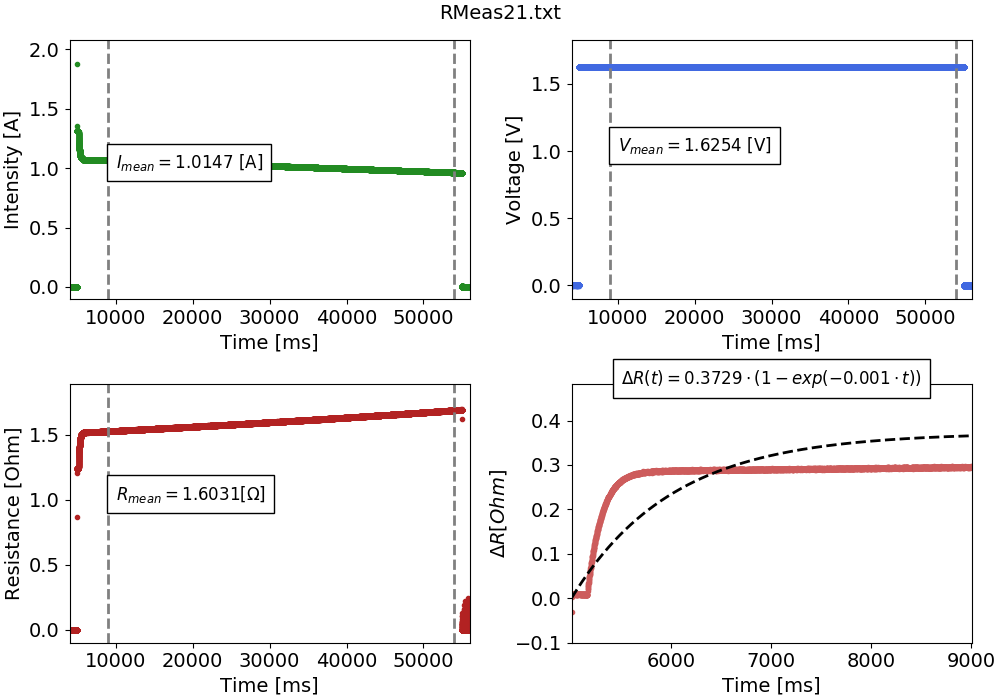 RMeas21.txt
Intensity [A]
2.0
1.5
1.0
0.5
0.0
I_mean = 1.0147 [A]
10000 20000 30000 40000 50000
Time [ms]
Voltage [V]
1.5
1.0
0.5
0.0
V_mean = 1.6254 [V]
10000 20000 30000 40000 50000
Time [ms]
Resistance [Ohm]
1.5
1.0
0.5
0.0
R_mean = 1.6031[Ω]
10000 20000 30000 40000 50000
Time [ms]
ΔR(t) = 0.3729 · (1 − exp(−0.001 · t))
ΔR[Ohm]
0.4
0.3
0.2
0.1
0.0
−0.1
6000 7000 8000 9000
Time [ms]